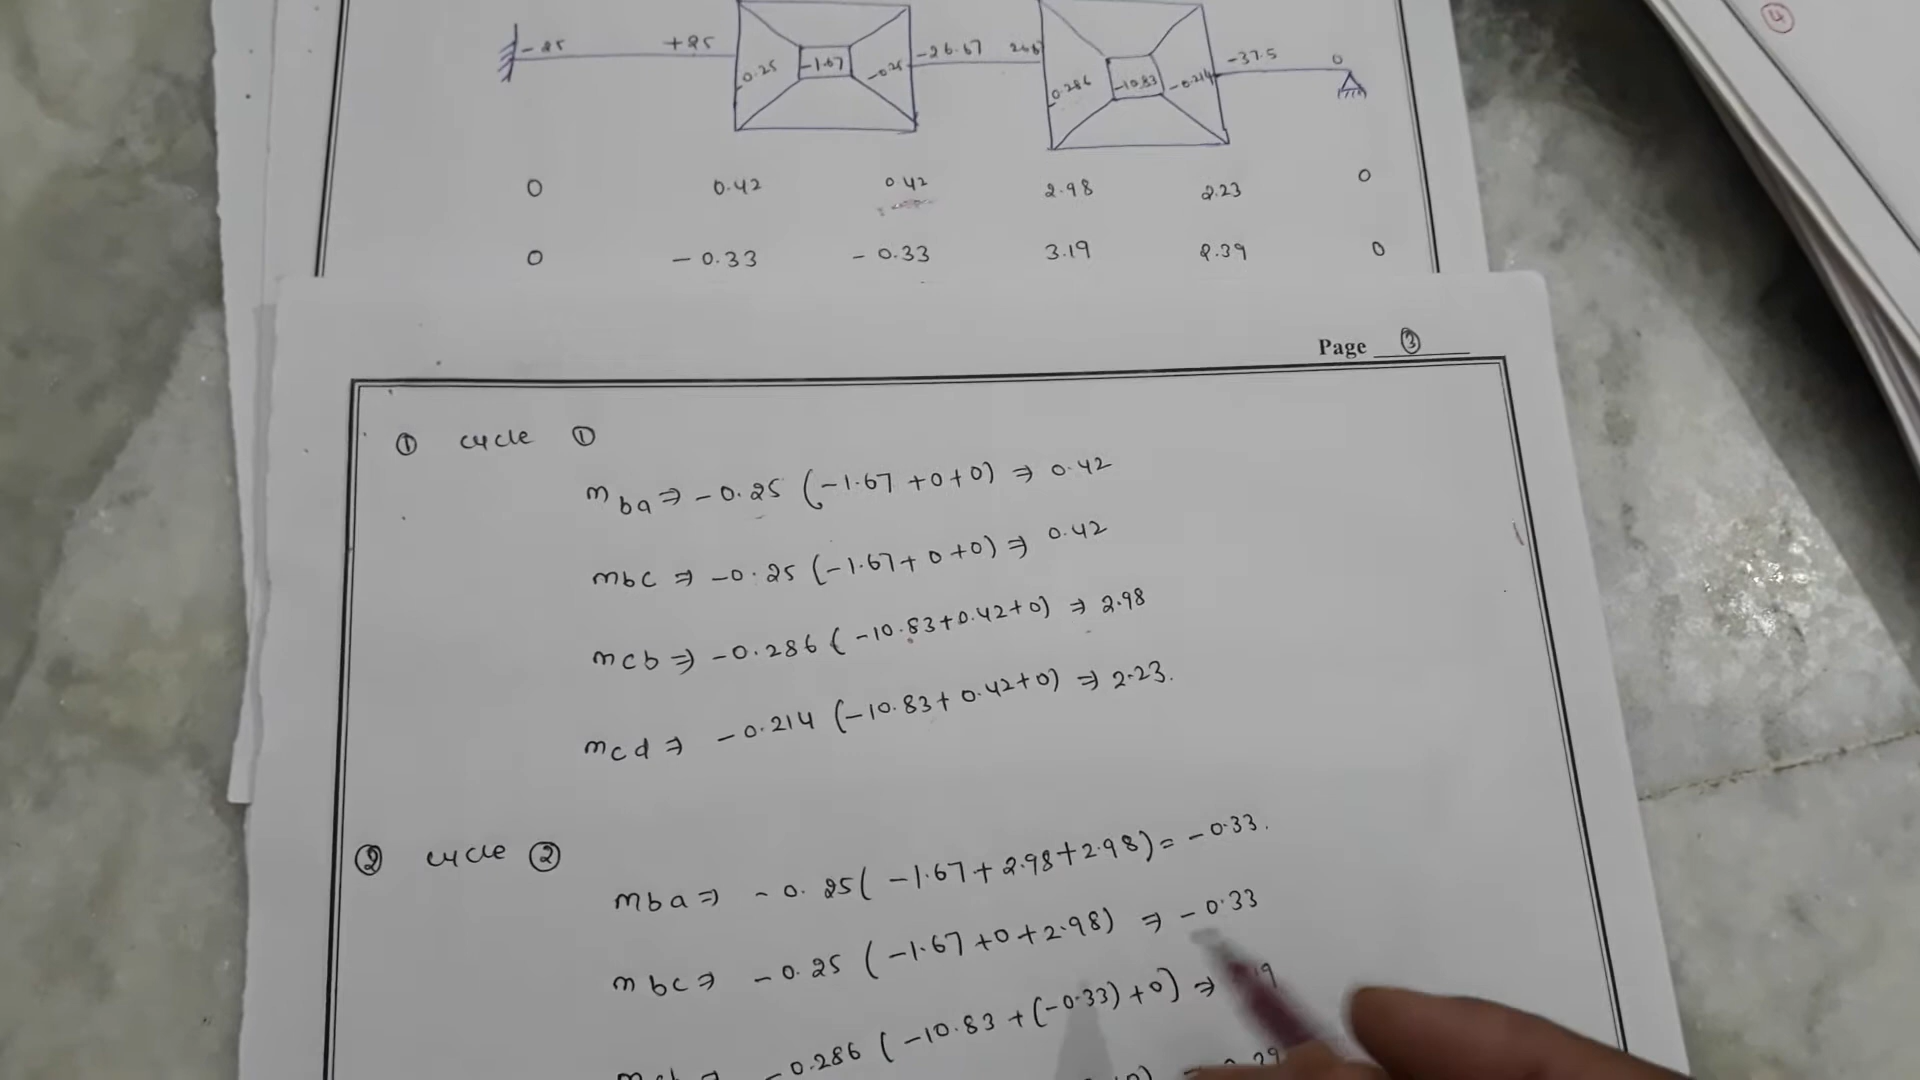 ④
-25 +25 -26.67 -37.5 0
0.25 -1.67 -0.25 0.286 -10.83 -0.214
0 0.42 0.42 2.98 2.23 0
0 -0.33 -0.33 3.19 2.39 0
Page ③
① cycle ①
mba ⇒ -0.25 (-1.67 +0+0) ⇒ 0.42
mbc ⇒ -0.25 (-1.67+0+0) ⇒ 0.42
mcb ⇒ -0.286 (-10.83+0.42+0) ⇒ 2.98
mcd ⇒ -0.214 (-10.83+0.42+0) ⇒ 2.23.
② cycle ②
mba ⇒ -0.25( -1.67+2.98+2.98) = -0.33.
mbc ⇒ -0.25 (-1.67+0+2.98) ⇒ -0.33
-0.286 (-10.83+(-0.33)+0) ⇒